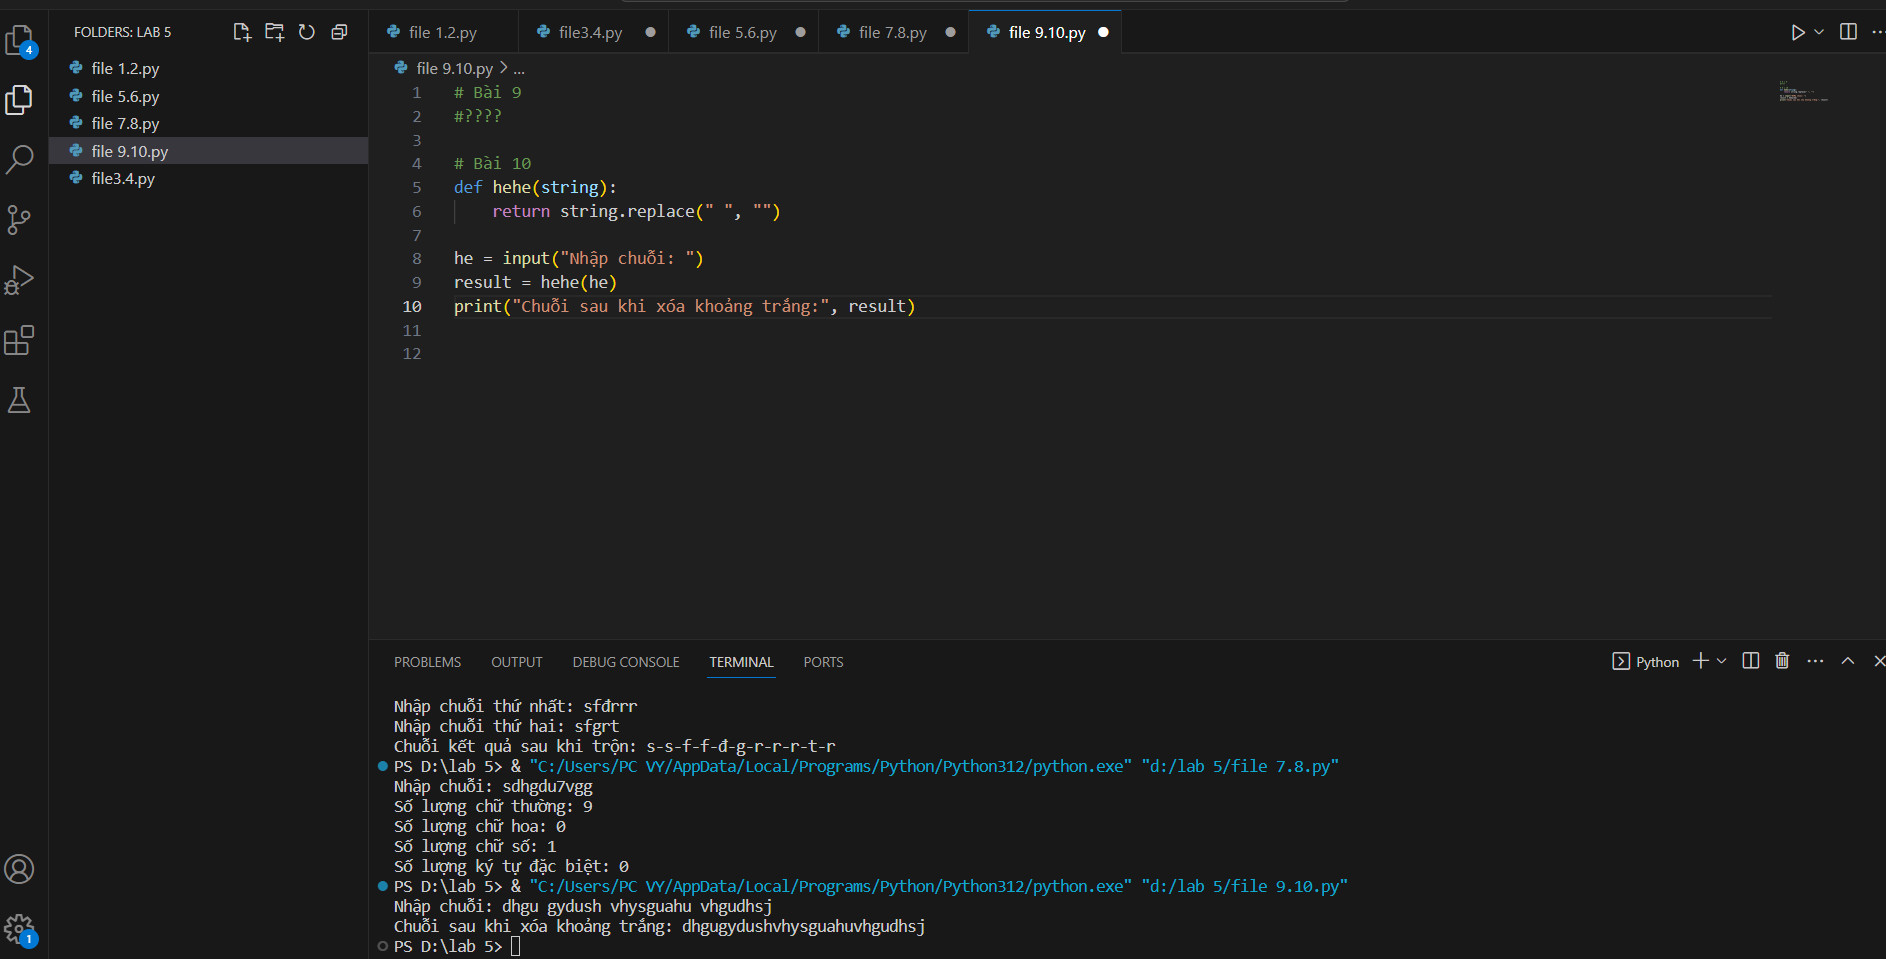 FOLDERS: LAB 5
file 1.2.py
file 5.6.py
file 7.8.py
file 9.10.py
file3.4.py
4
1
file 1.2.py
file3.4.py
file 5.6.py
file 7.8.py
file 9.10.py
file 9.10.py > ...
1 # Bài 9
2 #????
3
4 # Bài 10
5 def hehe(string):
6 return string.replace(" ", "")
7
8 he = input("Nhập chuỗi: ")
9 result = hehe(he)
10 print("Chuỗi sau khi xóa khoảng trắng:", result)
11
12
PROBLEMS OUTPUT DEBUG CONSOLE TERMINAL PORTS
Python
Nhập chuỗi thứ nhất: sfđrrr
Nhập chuỗi thứ hai: sfgrt
Chuỗi kết quả sau khi trộn: s-s-f-f-đ-g-r-r-r-t-r
PS D:\lab 5> & "C:/Users/PC VY/AppData/Local/Programs/Python/Python312/python.exe" "d:/lab 5/file 7.8.py"
Nhập chuỗi: sdhgdu7vgg
Số lượng chữ thường: 9
Số lượng chữ hoa: 0
Số lượng chữ số: 1
Số lượng ký tự đặc biệt: 0
PS D:\lab 5> & "C:/Users/PC VY/AppData/Local/Programs/Python/Python312/python.exe" "d:/lab 5/file 9.10.py"
Nhập chuỗi: dhgu gydush vhysguahu vhgudhsj
Chuỗi sau khi xóa khoảng trắng: dhgugydushvhysguahuvhgudhsj
PS D:\lab 5>